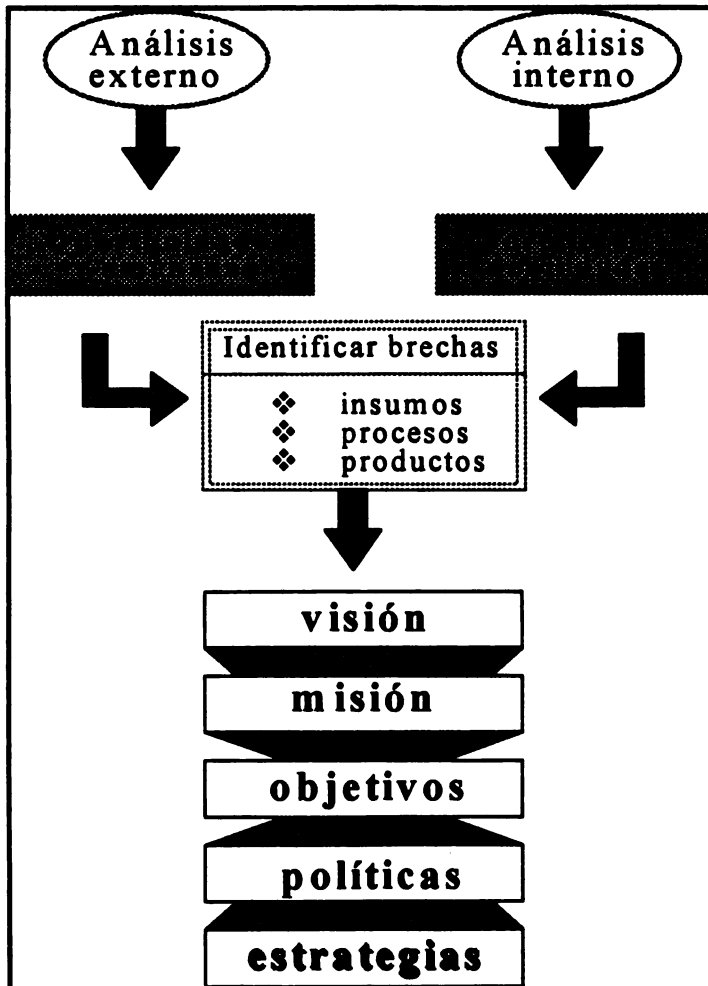 Análisis
externo
Análisis
interno
Identificar brechas
❖ insumos
❖ procesos
❖ productos
visión
misión
objetivos
políticas
estrategias